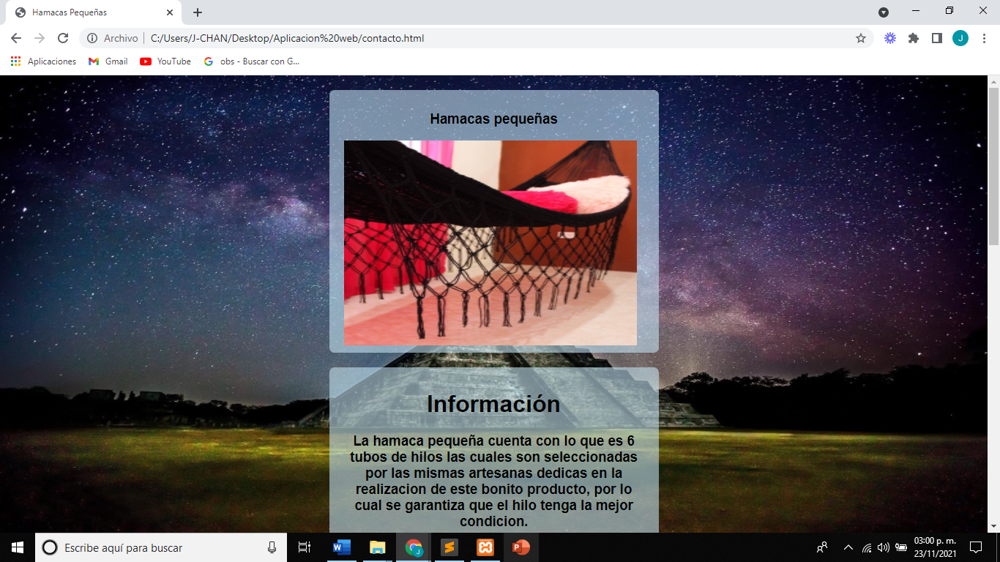 Hamacas Pequeñas
Archivo
C:/Users/J-CHAN/Desktop/Aplicacion%20web/contacto.html
J
Aplicaciones
Gmail
YouTube
obs - Buscar con G...
Hamacas pequeñas
Información
La hamaca pequeña cuenta con lo que es 6
tubos de hilos las cuales son seleccionadas
por las mismas artesanas dedicas en la
realizacion de este bonito producto, por lo
cual se garantiza que el hilo tenga la mejor
condicion.
Escribe aquí para buscar
03:00 p. m.
23/11/2021